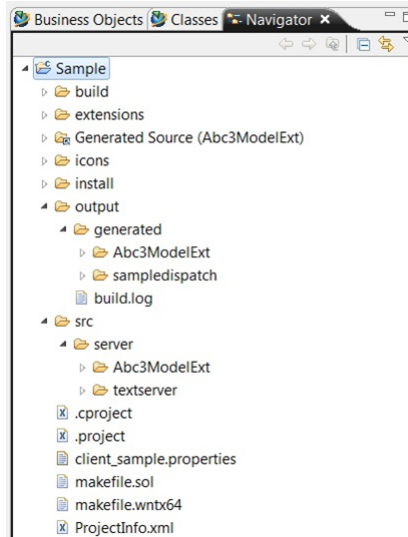 Business Objects Classes Navigator
Sample
build
extensions
Generated Source (Abc3ModelExt)
icons
install
output
generated
Abc3ModelExt
sampledispatch
build.log
src
server
Abc3ModelExt
textserver
.cproject
.project
client_sample.properties
makefile.sol
makefile.wntx64
ProjectInfo.xml